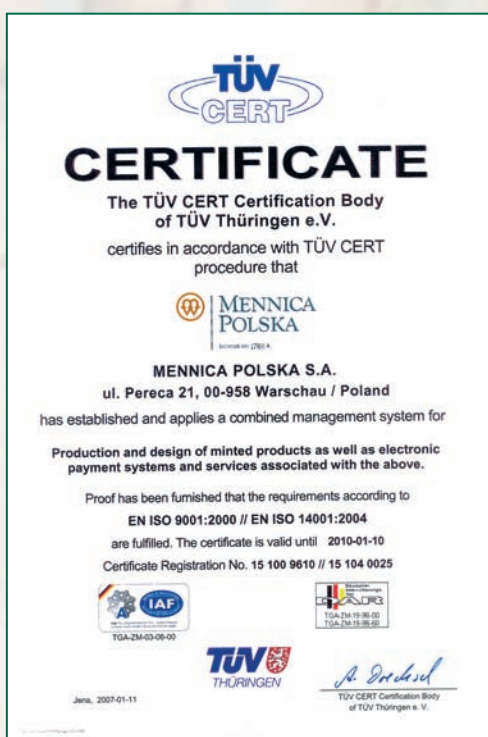 TÜV
CERT
CERTIFICATE
The TÜV CERT Certification Body
of TÜV Thüringen e.V.
certifies in accordance with TÜV CERT
procedure that
MENNICA
POLSKA
MENNICA POLSKA S.A.
ul. Pereca 21, 00-958 Warschau / Poland
has established and applies a combined management system for
Production and design of minted products as well as electronic
payment systems and services associated with the above.
Proof has been furnished that the requirements according to
EN ISO 9001:2000 // EN ISO 14001:2004
are fulfilled. The certificate is valid until 2010-01-10
Certificate Registration No. 15 100 9610 // 15 104 0025
IAF
TGA-ZM-03-06-00
DAR
TGA-ZM-19-96-00
TGA-ZM-19-96-60
TÜV
THÜRINGEN
Jena, 2007-01-11
TÜV CERT Certification Body
of TÜV Thüringen e. V.